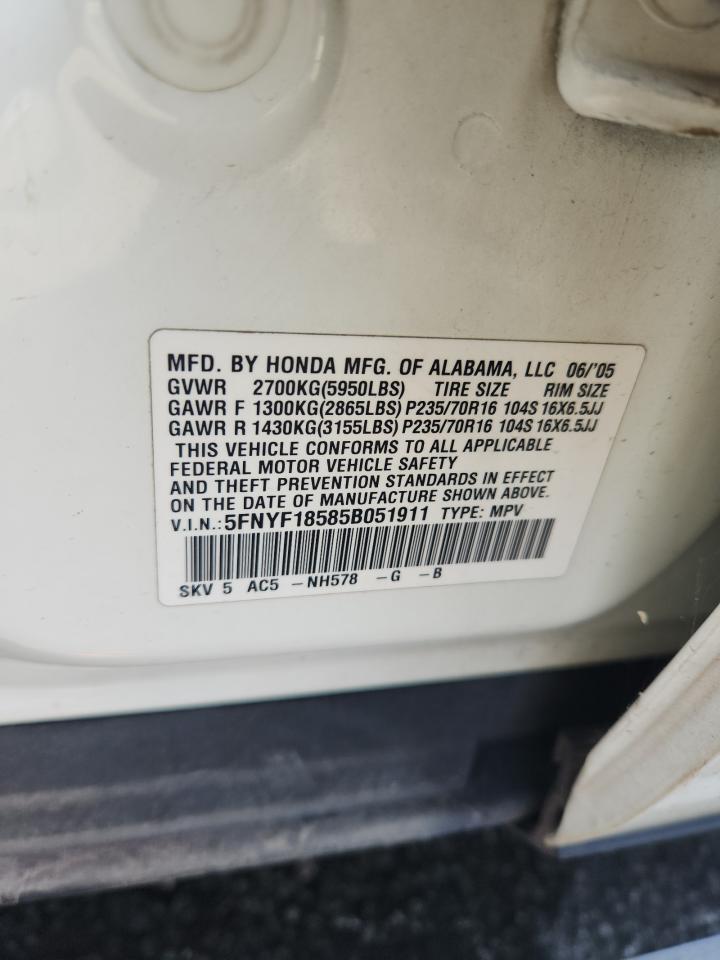 MFD. BY HONDA MFG. OF ALABAMA, LLC 06/'05
GVWR 2700KG(5950LBS) TIRE SIZE RIM SIZE
GAWR F 1300KG(2865LBS) P235/70R16 104S 16X6.5JJ
GAWR R 1430KG(3155LBS) P235/70R16 104S 16X6.5JJ
THIS VEHICLE CONFORMS TO ALL APPLICABLE
FEDERAL MOTOR VEHICLE SAFETY
AND THEFT PREVENTION STANDARDS IN EFFECT
ON THE DATE OF MANUFACTURE SHOWN ABOVE.
V.I.N.: 5FNYF18585B051911 TYPE: MPV
SKV 5 AC5 -NH578 -G -B